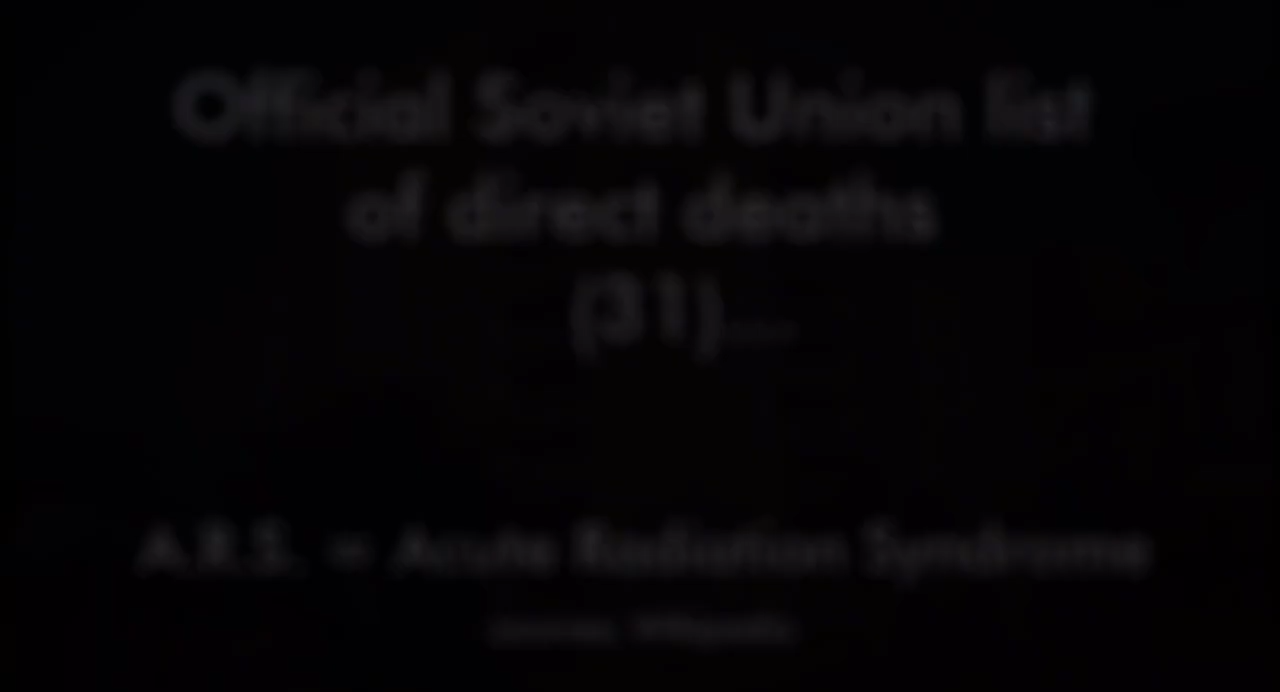 Official Soviet Union list
of direct deaths
(31)...
A.R.S. = Acute Radiation Syndrome